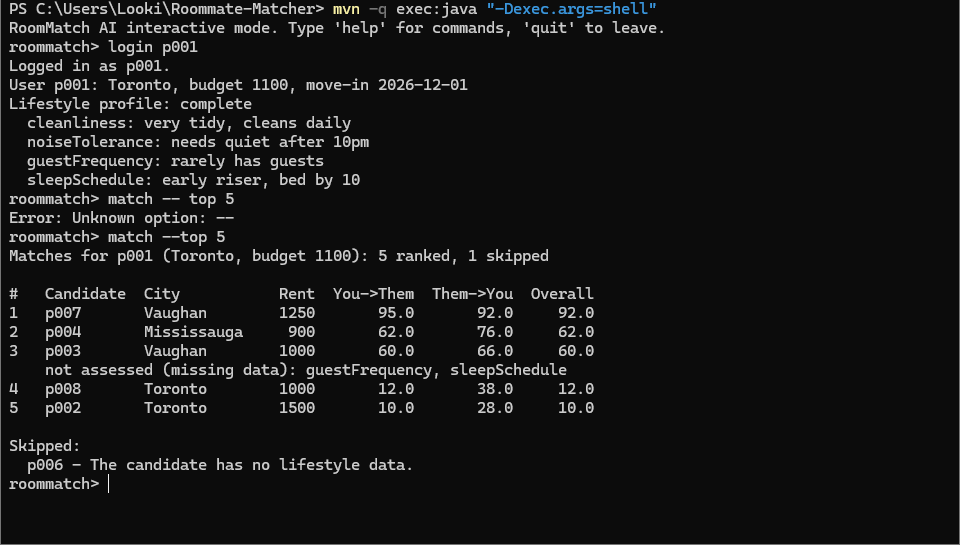 PS C:\Users\Looki\Roommate-Matcher> mvn -q exec:java "-Dexec.args=shell"
RoomMatch AI interactive mode. Type 'help' for commands, 'quit' to leave.
roommatch> login p001
Logged in as p001.
User p001: Toronto, budget 1100, move-in 2026-12-01
Lifestyle profile: complete
  cleanliness: very tidy, cleans daily
  noiseTolerance: needs quiet after 10pm
  guestFrequency: rarely has guests
  sleepSchedule: early riser, bed by 10
roommatch> match -- top 5
Error: Unknown option: --
roommatch> match --top 5
Matches for p001 (Toronto, budget 1100): 5 ranked, 1 skipped
#   Candidate  City           Rent  You->Them  Them->You  Overall
1   p007       Vaughan        1250       95.0       92.0     92.0
2   p004       Mississauga     900       62.0       76.0     62.0
3   p003       Vaughan        1000       60.0       66.0     60.0
    not assessed (missing data): guestFrequency, sleepSchedule
4   p008       Toronto        1000       12.0       38.0     12.0
5   p002       Toronto        1500       10.0       28.0     10.0
Skipped:
  p006 - The candidate has no lifestyle data.
roommatch>